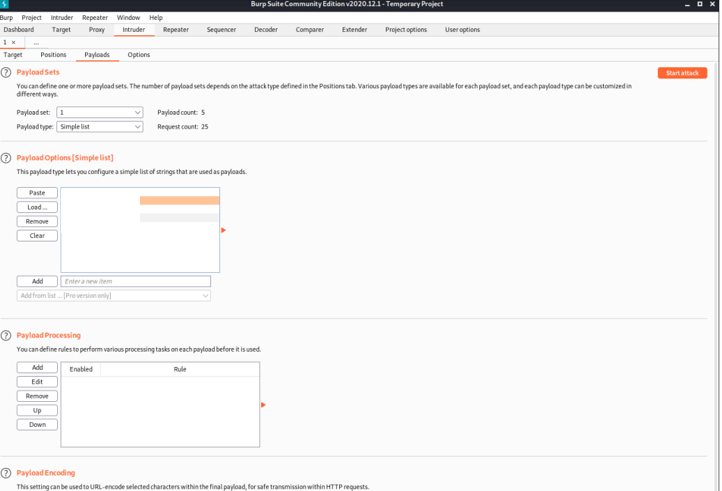 Burp Suite Community Edition v2020.12.1 - Temporary Project
Burp Project Intruder Repeater Window Help
Dashboard Target Proxy Intruder Repeater Sequencer Decoder Comparer Extender Project options User options
1 × ...
Target Positions Payloads Options
? Payload Sets
Start attack
You can define one or more payload sets. The number of payload sets depends on the attack type defined in the Positions tab. Various payload types are available for each payload set, and each payload type can be customized in
different ways.
Payload set: 1 Payload count: 5
Payload type: Simple list Request count: 25
? Payload Options [Simple list]
This payload type lets you configure a simple list of strings that are used as payloads.
Paste
Load ...
Remove
Clear
Add Enter a new item
Add from list ... [Pro version only]
? Payload Processing
You can define rules to perform various processing tasks on each payload before it is used.
Add Enabled Rule
Edit
Remove
Up
Down
? Payload Encoding
This setting can be used to URL-encode selected characters within the final payload, for safe transmission within HTTP requests.